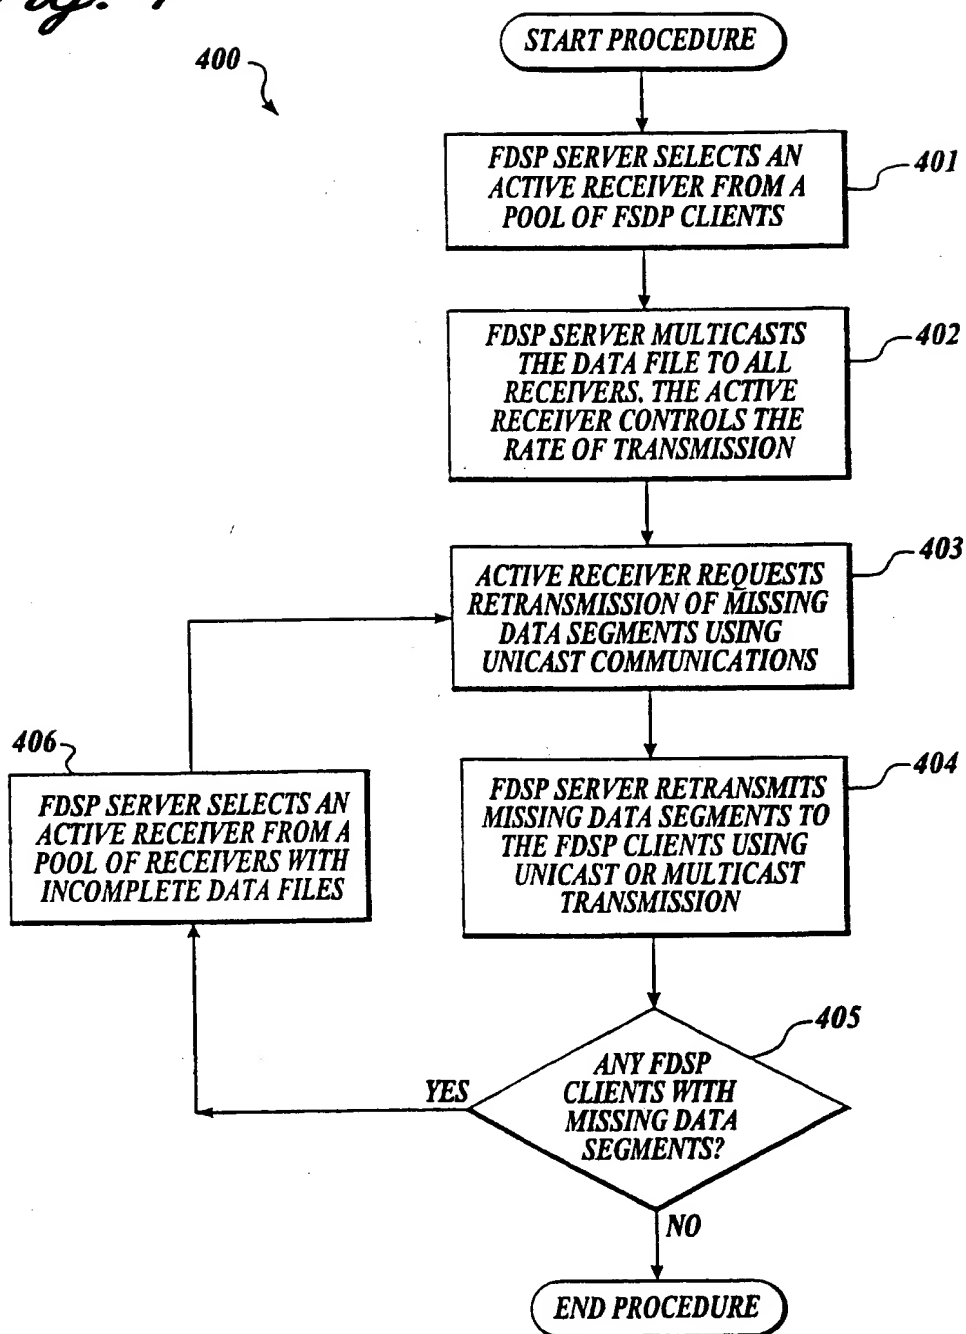 Fig. 4
400
START PROCEDURE
FDSP SERVER SELECTS AN
ACTIVE RECEIVER FROM A
POOL OF FSDP CLIENTS
401
FDSP SERVER MULTICASTS
THE DATA FILE TO ALL
RECEIVERS. THE ACTIVE
RECEIVER CONTROLS THE
RATE OF TRANSMISSION
402
ACTIVE RECEIVER REQUESTS
RETRANSMISSION OF MISSING
DATA SEGMENTS USING
UNICAST COMMUNICATIONS
403
406
FDSP SERVER SELECTS AN
ACTIVE RECEIVER FROM A
POOL OF RECEIVERS WITH
INCOMPLETE DATA FILES
FDSP SERVER RETRANSMITS
MISSING DATA SEGMENTS TO
THE FDSP CLIENTS USING
UNICAST OR MULTICAST
TRANSMISSION
404
ANY FDSP
CLIENTS WITH
MISSING DATA
SEGMENTS?
405
YES
NO
END PROCEDURE